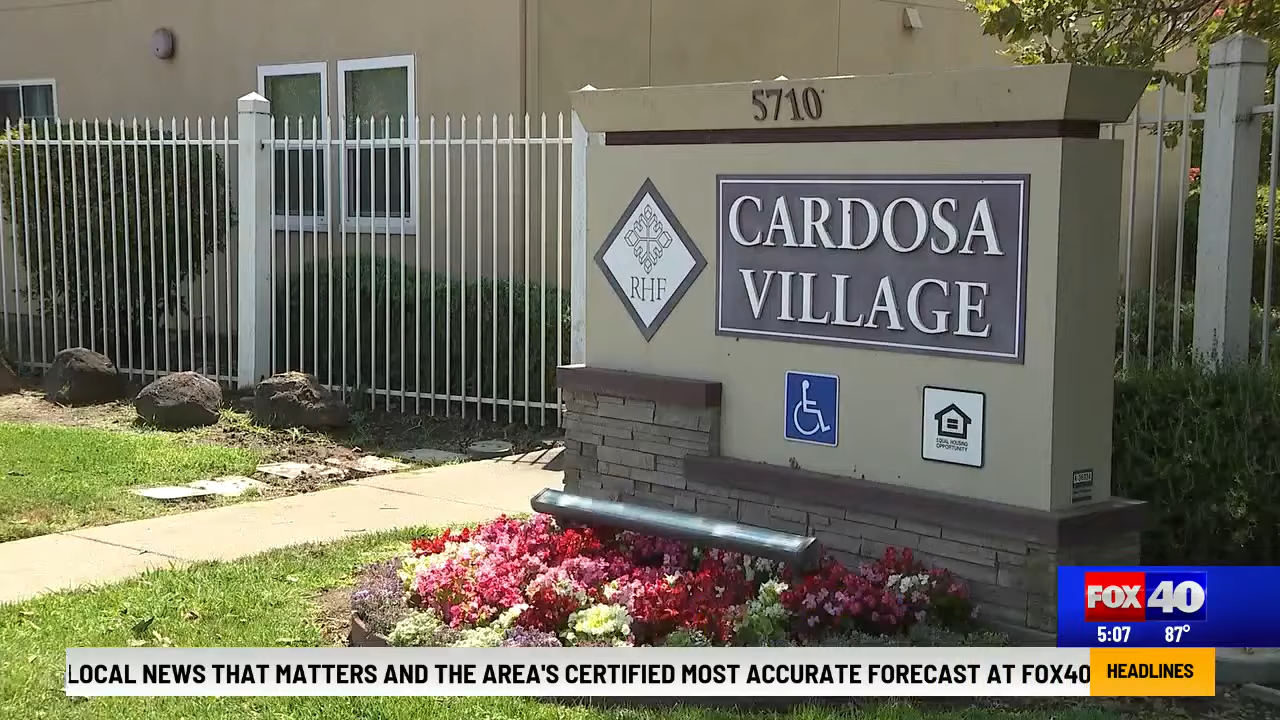 5710
RHF
CARDOSA
VILLAGE
EQUAL HOUSING
OPPORTUNITY
FOX 40
5:07 87°
LOCAL NEWS THAT MATTERS AND THE AREA'S CERTIFIED MOST ACCURATE FORECAST AT FOX40
HEADLINES